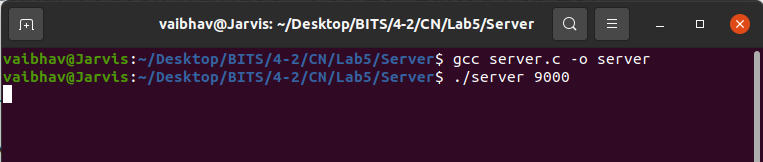 vaibhav@Jarvis: ~/Desktop/BITS/4-2/CN/Lab5/Server
vaibhav@Jarvis:~/Desktop/BITS/4-2/CN/Lab5/Server$ gcc server.c -o server
vaibhav@Jarvis:~/Desktop/BITS/4-2/CN/Lab5/Server$ ./server 9000